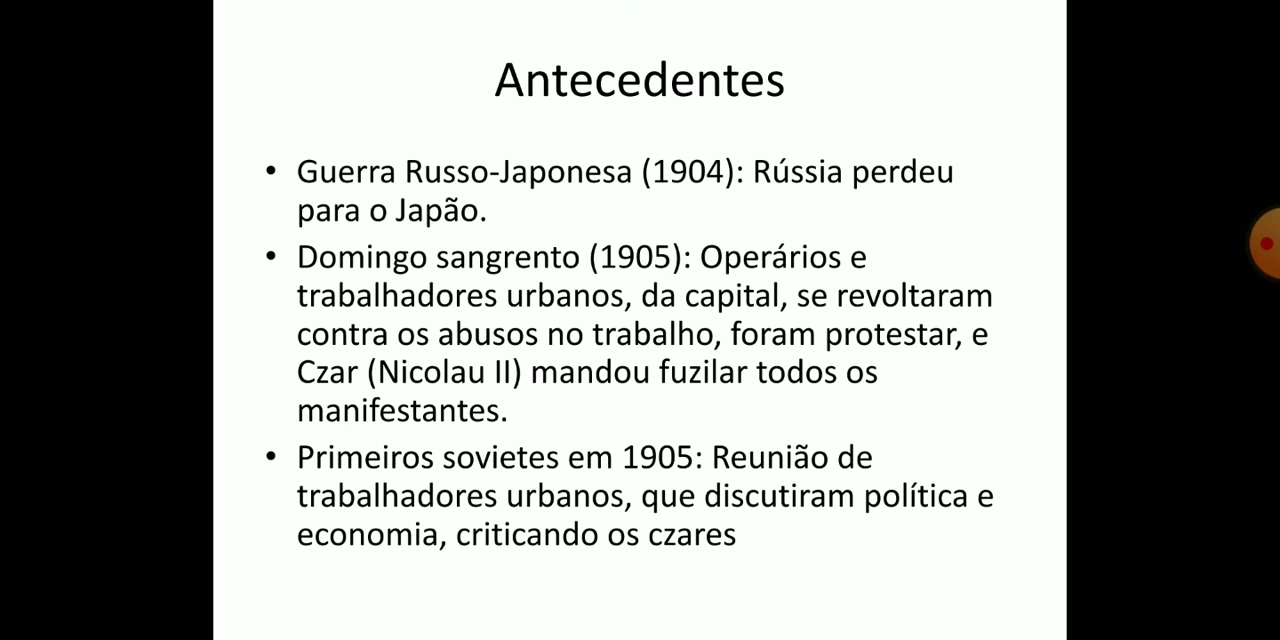 Antecedentes
• Guerra Russo-Japonesa (1904): Rússia perdeu
para o Japão.
• Domingo sangrento (1905): Operários e
trabalhadores urbanos, da capital, se revoltaram
contra os abusos no trabalho, foram protestar, e
Czar (Nicolau II) mandou fuzilar todos os
manifestantes.
• Primeiros sovietes em 1905: Reunião de
trabalhadores urbanos, que discutiram política e
economia, criticando os czares